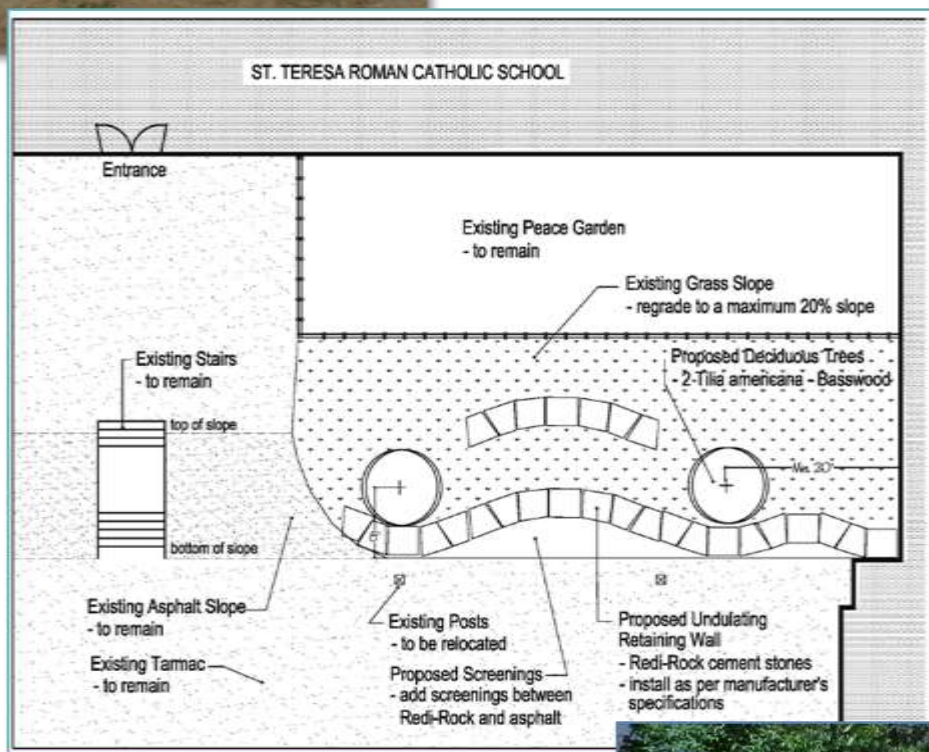 ST. TERESA ROMAN CATHOLIC SCHOOL
Entrance
Existing Peace Garden
- to remain
Existing Grass Slope
- regrade to a maximum 20% slope
Existing Stairs
- to remain
Proposed Deciduous Trees
- 2-Tilia americana - Basswood
top of slope
Min. 30"
bottom of slope
Existing Asphalt Slope
- to remain
Existing Posts
- to be relocated
Proposed Undulating
Retaining Wall
- Redi-Rock cement stones
- install as per manufacturer's
specifications
Existing Tarmac
- to remain
Proposed Screenings
- add screenings between
Redi-Rock and asphalt